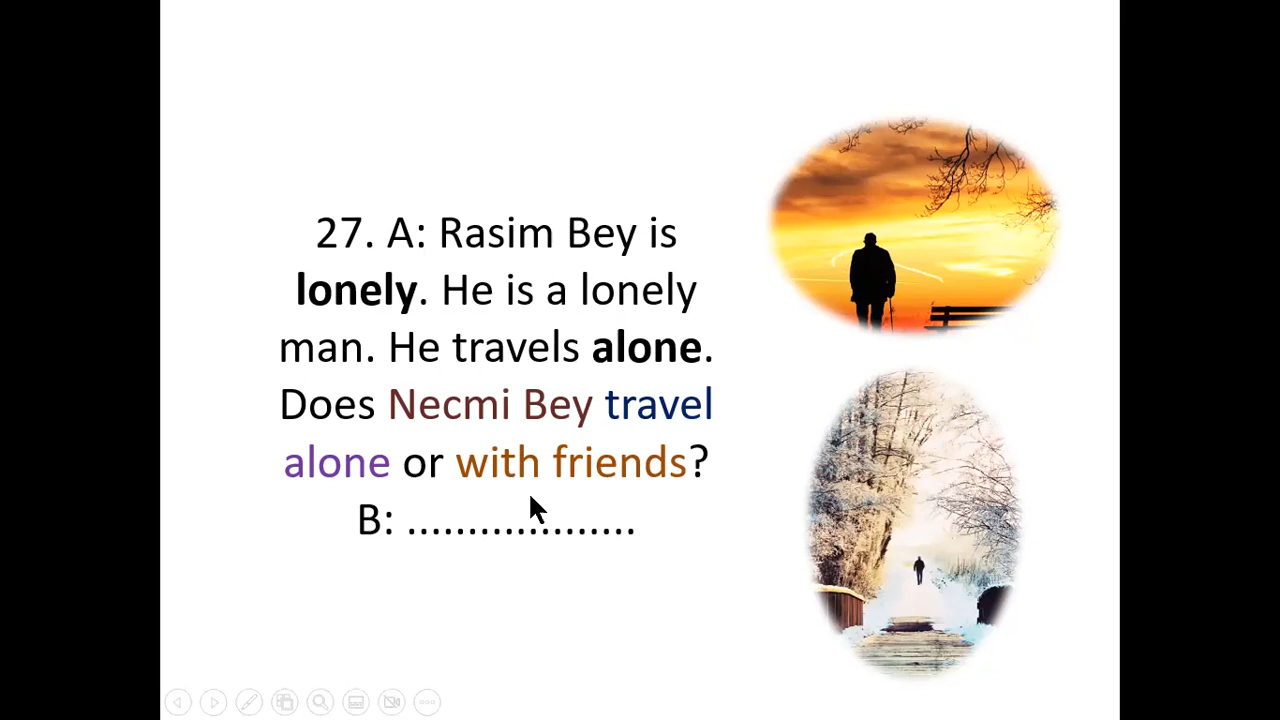 27. A: Rasim Bey is
lonely. He is a lonely
man. He travels alone.
Does Necmi Bey travel
alone or with friends?
B: ...................